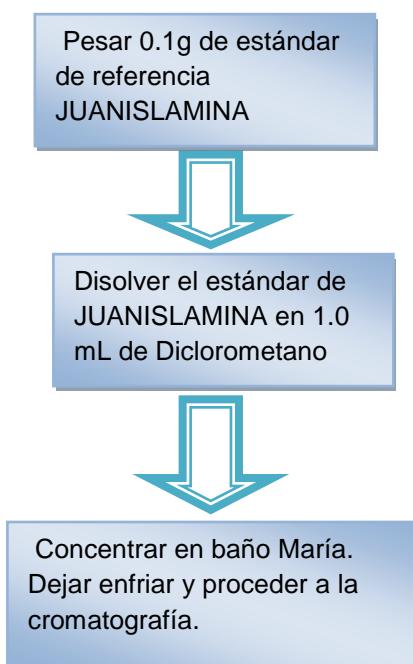 Pesar 0.1g de estándar
de referencia
JUANISLAMINA
Disolver el estándar de
JUANISLAMINA en 1.0
mL de Diclorometano
Concentrar en baño María.
Dejar enfriar y proceder a la
cromatografía.